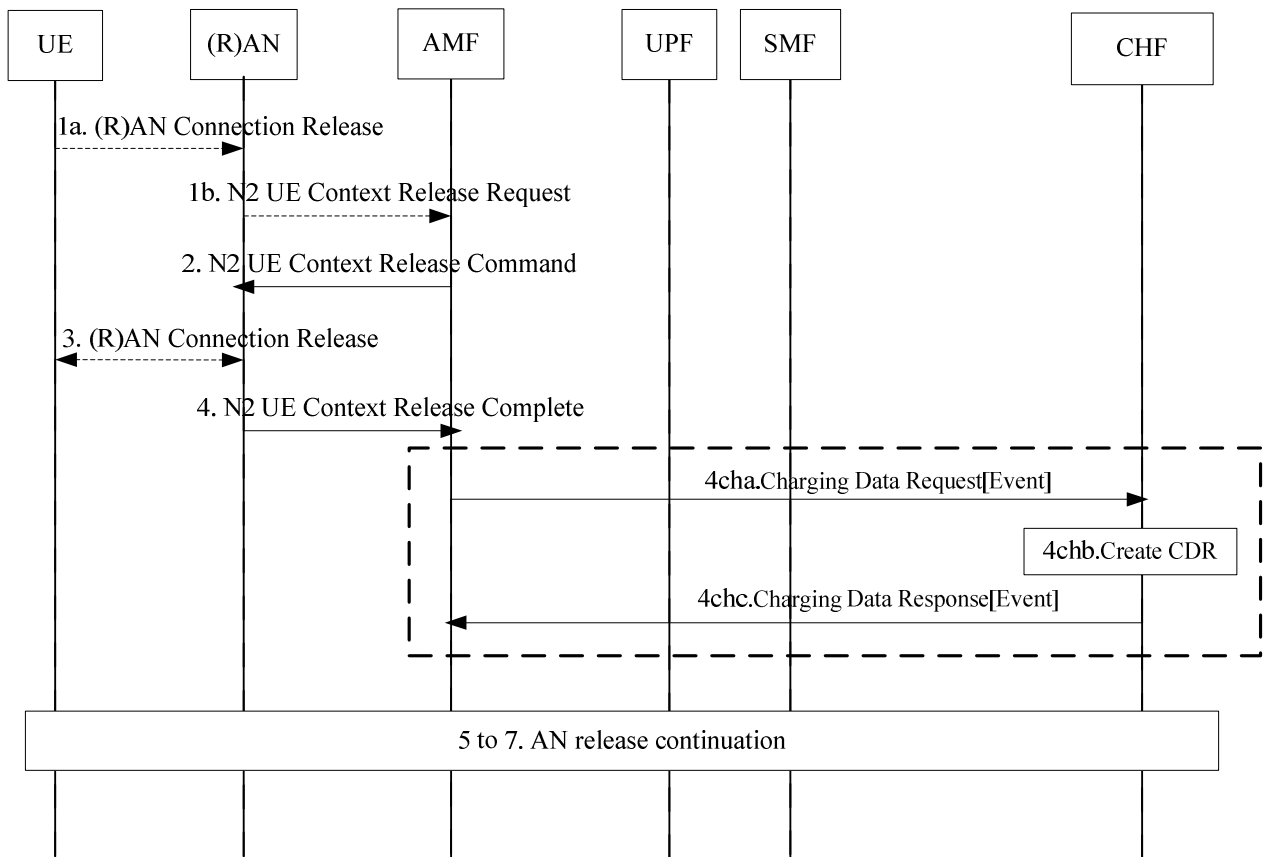 UE
(R)AN
AMF
UPF
SMF
CHF
1a. (R)AN Connection Release
1b. N2 UE Context Release Request
2. N2 UE Context Release Command
3. (R)AN Connection Release
4. N2 UE Context Release Complete
4cha.Charging Data Request[Event]
4chb.Create CDR
4chc.Charging Data Response[Event]
5 to 7. AN release continuation